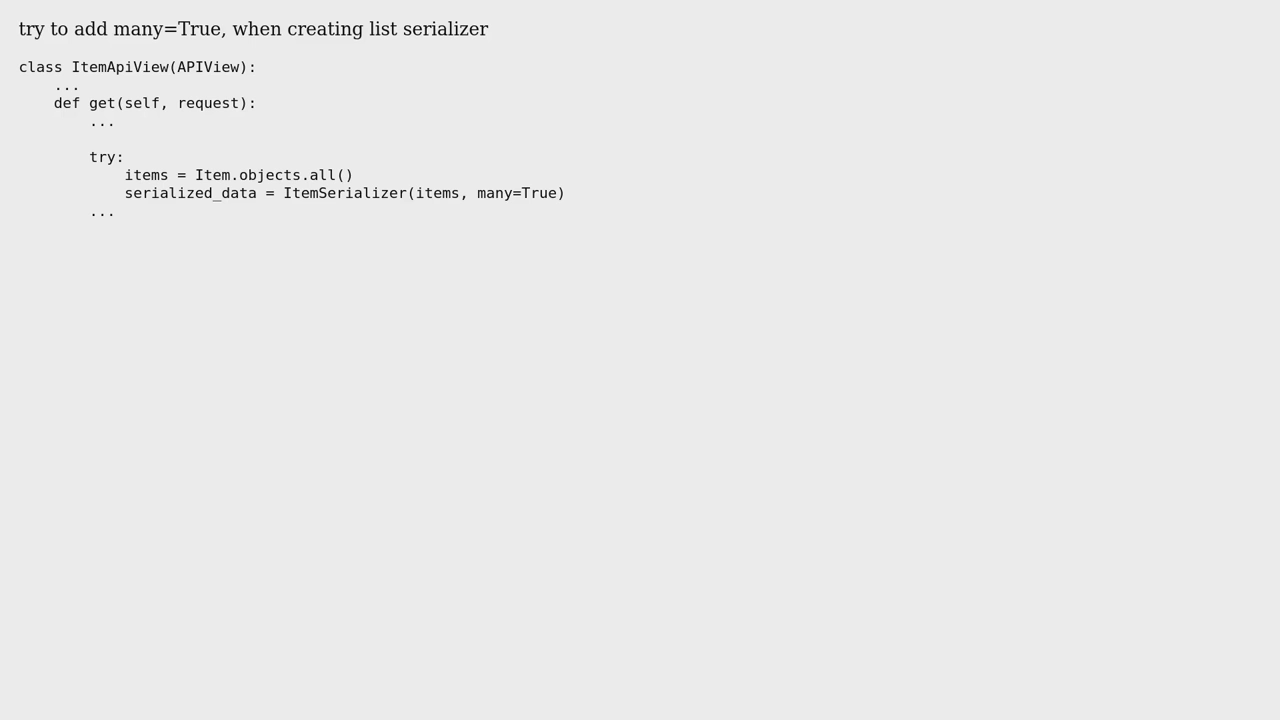 try to add many=True, when creating list serializer
class ItemApiView(APIView):
    ...
    def get(self, request):
        ...
        try:
            items = Item.objects.all()
            serialized_data = ItemSerializer(items, many=True)
        ...